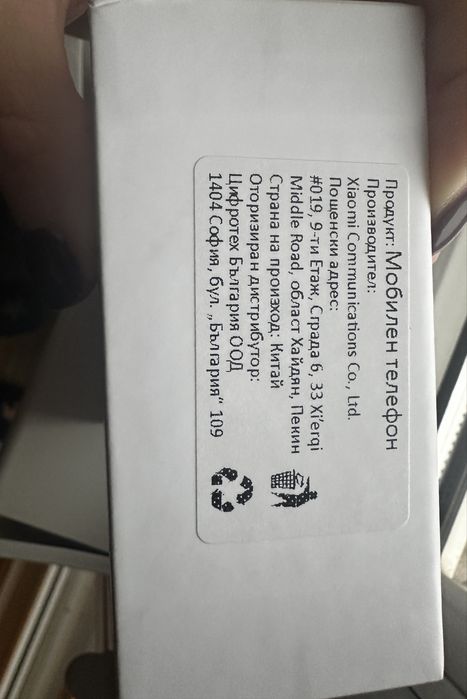 Продукт: Мобилен телефон
Производител:
Xiaomi Communications Co., Ltd.
Пощенски адрес:
#019, 9-ти Етаж, Сграда 6, 33 Xi'erqi
Middle Road, област Хайдян, Пекин
Страна на произход: Китай
Оторизиран дистрибутор:
Цифротех България ООД
1404 София, бул. „България“ 109